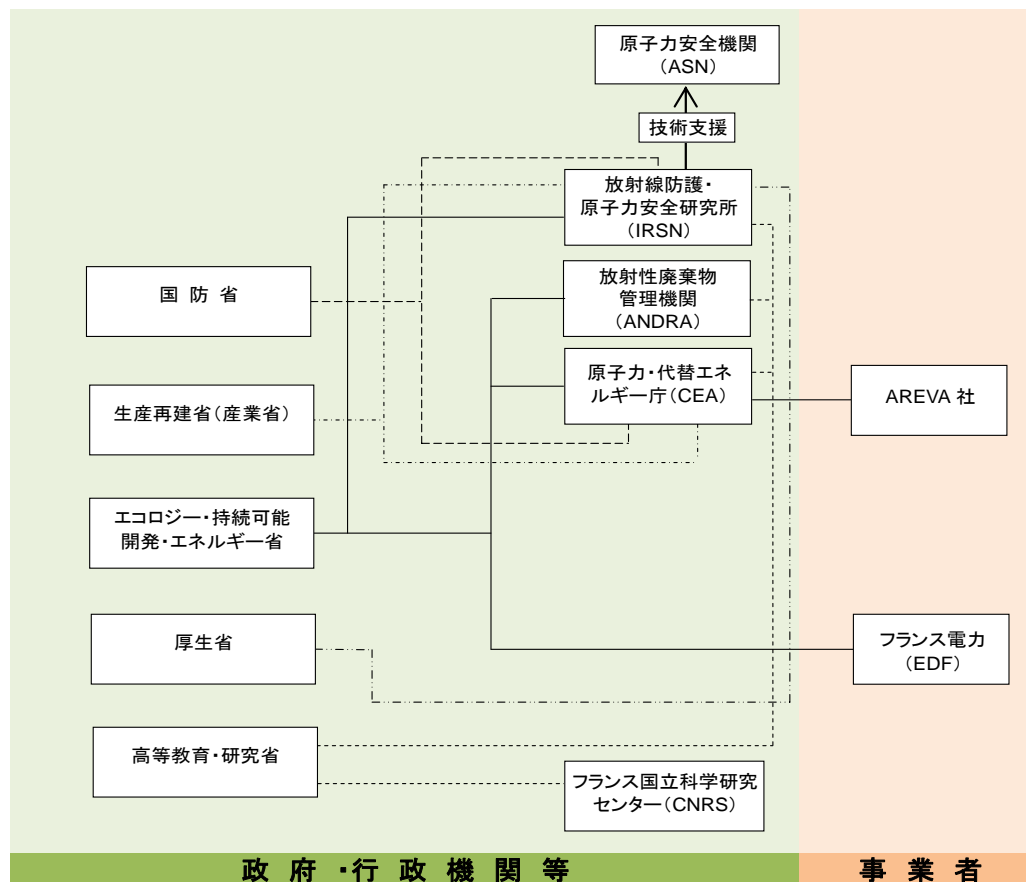 原子力安全機関
(ASN)
技術支援
放射線防護・
原子力安全研究所
(IRSN)
国 防 省
放射性廃棄物
管理機関
(ANDRA)
原子力・代替エネ
ルギー庁(CEA)
AREVA 社
生産再建省(産業省)
エコロジー・持続可能
開発・エネルギー省
厚生省
フランス電力
(EDF)
高等教育・研究省
フランス国立科学研究
センター(CNRS)
政 府 ・行 政 機 関 等
事 業 者